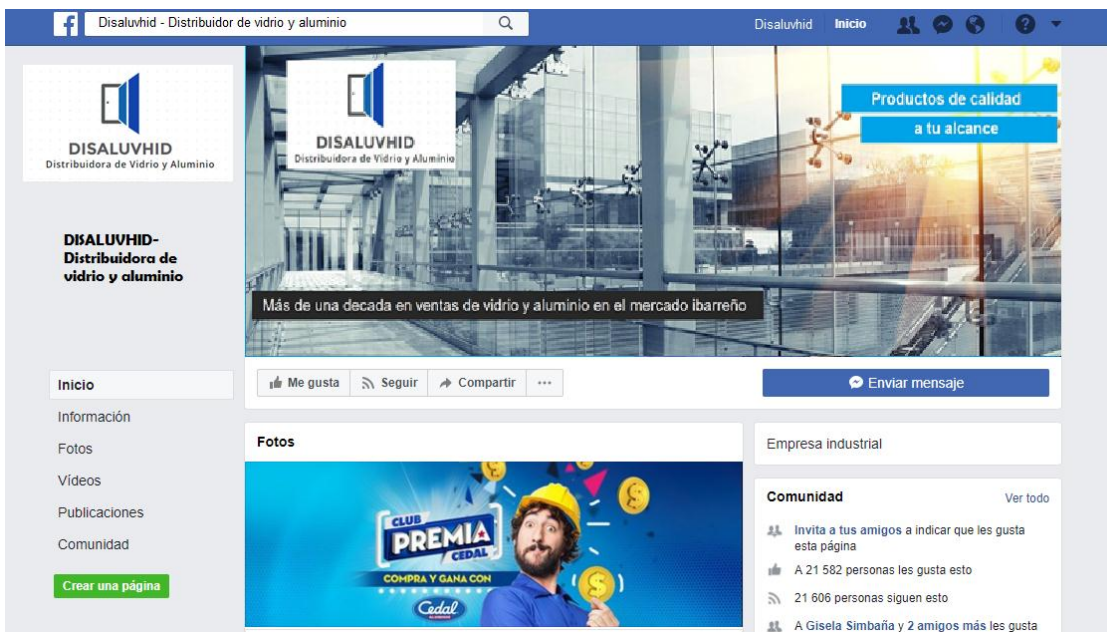 Disaluvhid - Distribuidor de vidrio y aluminio
Disaluvhid Inicio
DISALUVHID
Distribuidora de Vidrio y Aluminio
DISALUVHID-
Distribuidora de
vidrio y aluminio
DISALUVHID
Distribuidora de Vidrio y Aluminio
Productos de calidad
a tu alcance
Más de una decada en ventas de vidrio y aluminio en el mercado ibarreño
Inicio
Información
Fotos
Vídeos
Publicaciones
Comunidad
Crear una página
Me gusta Seguir Compartir ...
Enviar mensaje
Fotos
CLUB
PREMIA
CEDAL
COMPRA Y GANA CON
Cedal
Empresa industrial
Comunidad Ver todo
Invita a tus amigos a indicar que les gusta
esta página
A 21 582 personas les gusta esto
21 606 personas siguen esto
A Gisela Simbaña y 2 amigos más les gusta